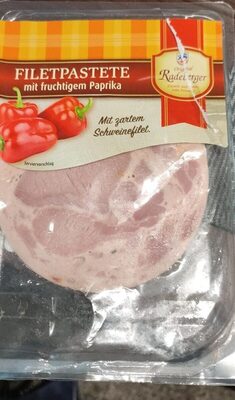 FILETPASTETE
mit fruchtigem Paprika
Original
Radeberger
Mit zartem
Schweinefilet.
Serviervorschlag